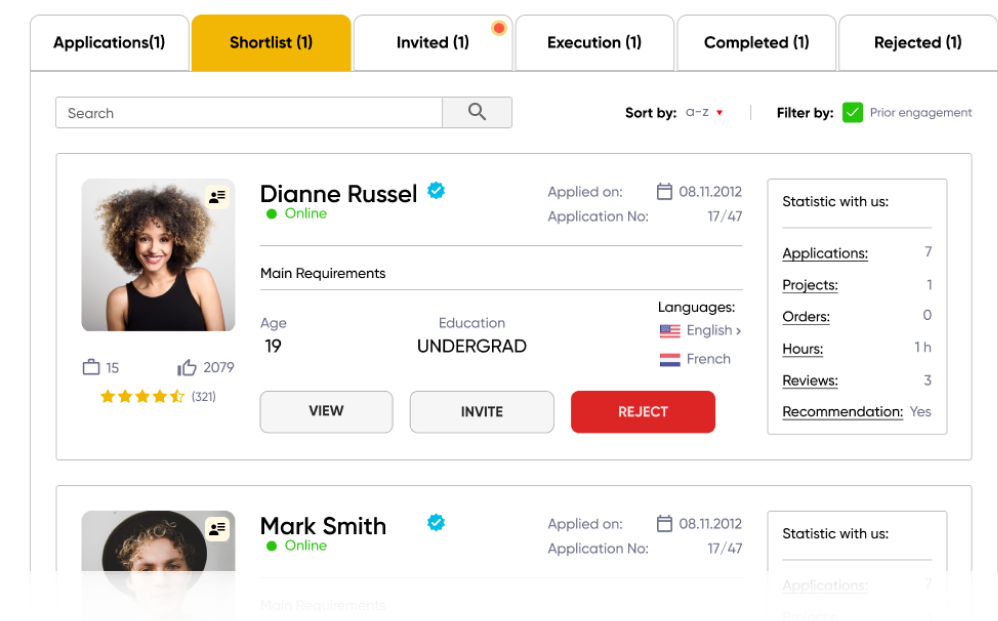 Applications(1) Shortlist (1) Invited (1) Execution (1) Completed (1) Rejected (1)
Search Sort by: a-z Filter by: Prior engagement
Dianne Russel
Online
Applied on: 08.11.2012
Application No: 17/47
Main Requirements
Age
19
Education
UNDERGRAD
Languages:
English ›
French
15 2079
(321)
VIEW INVITE REJECT
Statistic with us:
Applications: 7
Projects: 1
Orders: 0
Hours: 1 h
Reviews: 3
Recommendation: Yes
Mark Smith
Online
Applied on: 08.11.2012
Application No: 17/47
Main Requirements
Statistic with us:
Applications: 7
Projects: